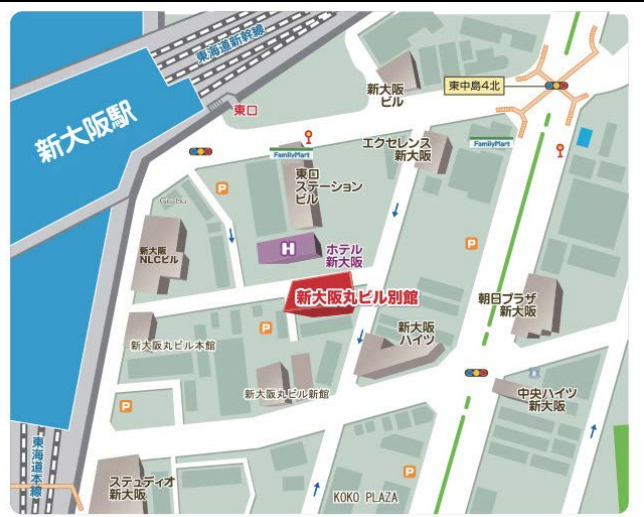 東海道新幹線
新大阪駅
東口
新大阪
ビル
東中島4北
FamilyMart
エクセレンス
新大阪
FamilyMart
P
東口
ステーション
ビル
P
新大阪
NLCビル
H
ホテル
新大阪
新大阪丸ビル別館
朝日プラザ
新大阪
P
新大阪丸ビル本館
新大阪
ハイツ
新大阪丸ビル新館
中央ハイツ
新大阪
P
東海道本線
ステュディオ
新大阪
P
KOKO PLAZA